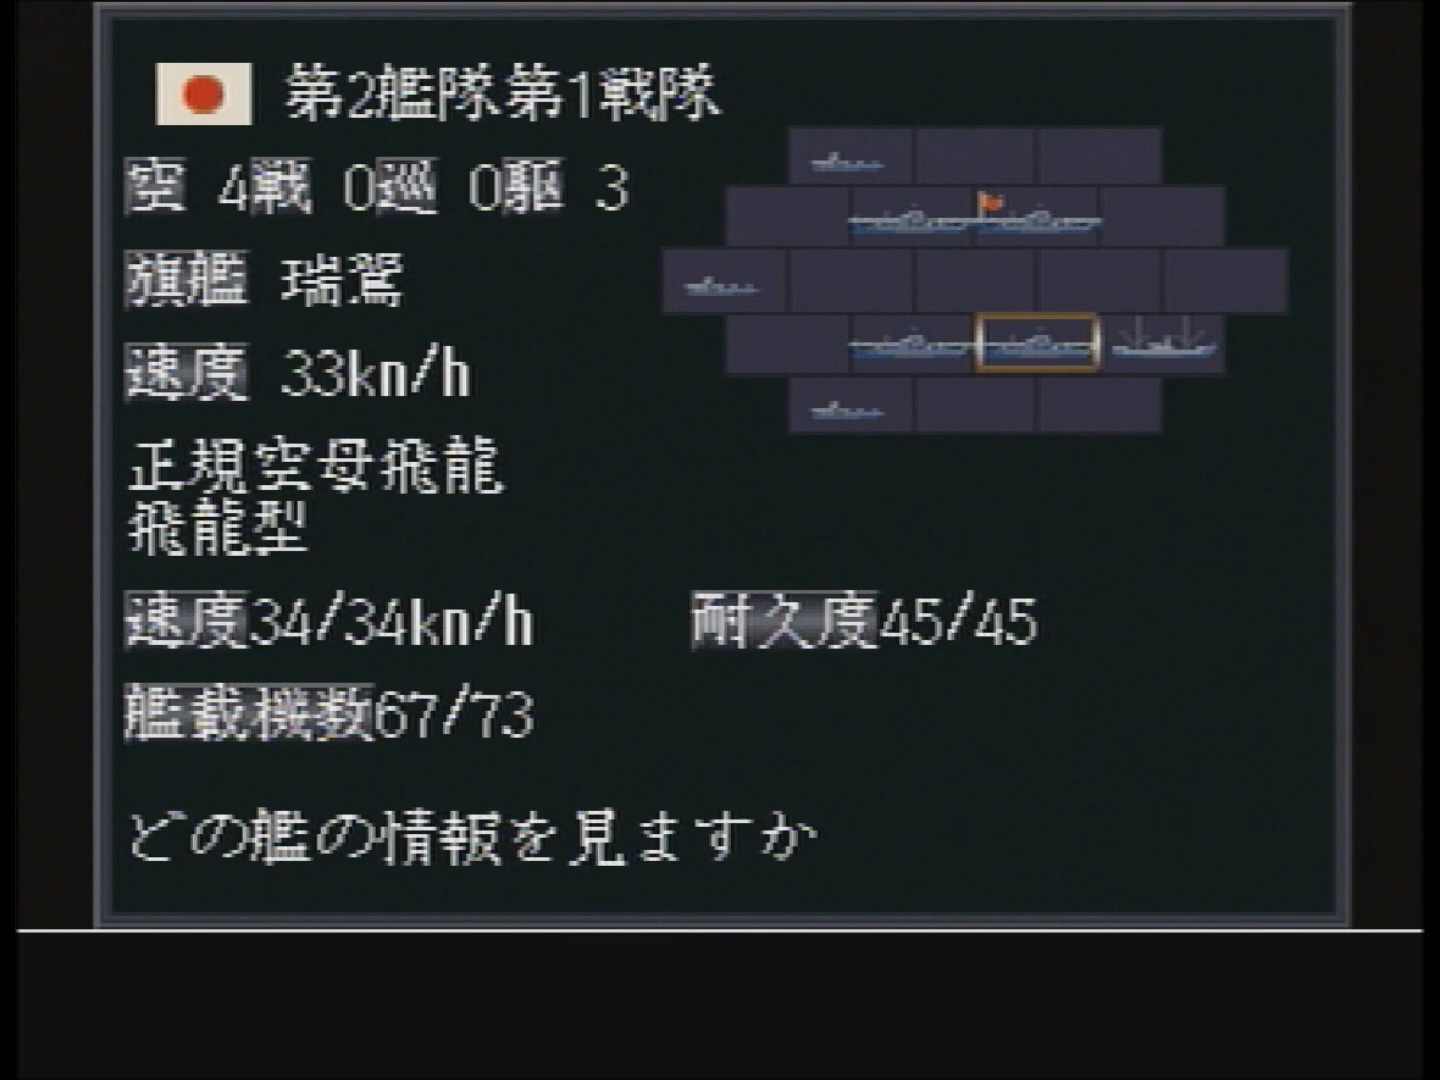 第2艦隊第1戦隊
空 4戦 0巡 0駆 3
旗艦 瑞鶴
速度 33kn/h
正規空母飛龍
飛龍型
速度34/34kn/h 耐久度45/45
艦載機数67/73
どの艦の情報を見ますか